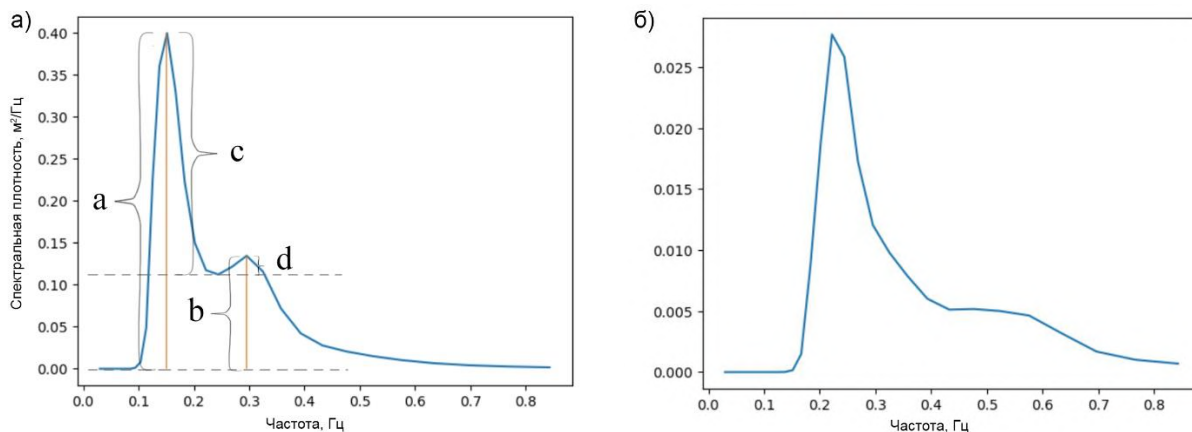 а)
Спектральная плотность, м²/Гц
0.40
0.35
0.30
0.25
0.20
0.15
0.10
0.05
0.00
a
c
b
d
0.0 0.1 0.2 0.3 0.4 0.5 0.6 0.7 0.8
Частота, Гц
б)
0.025
0.020
0.015
0.010
0.005
0.000
0.0 0.1 0.2 0.3 0.4 0.5 0.6 0.7 0.8
Частота, Гц